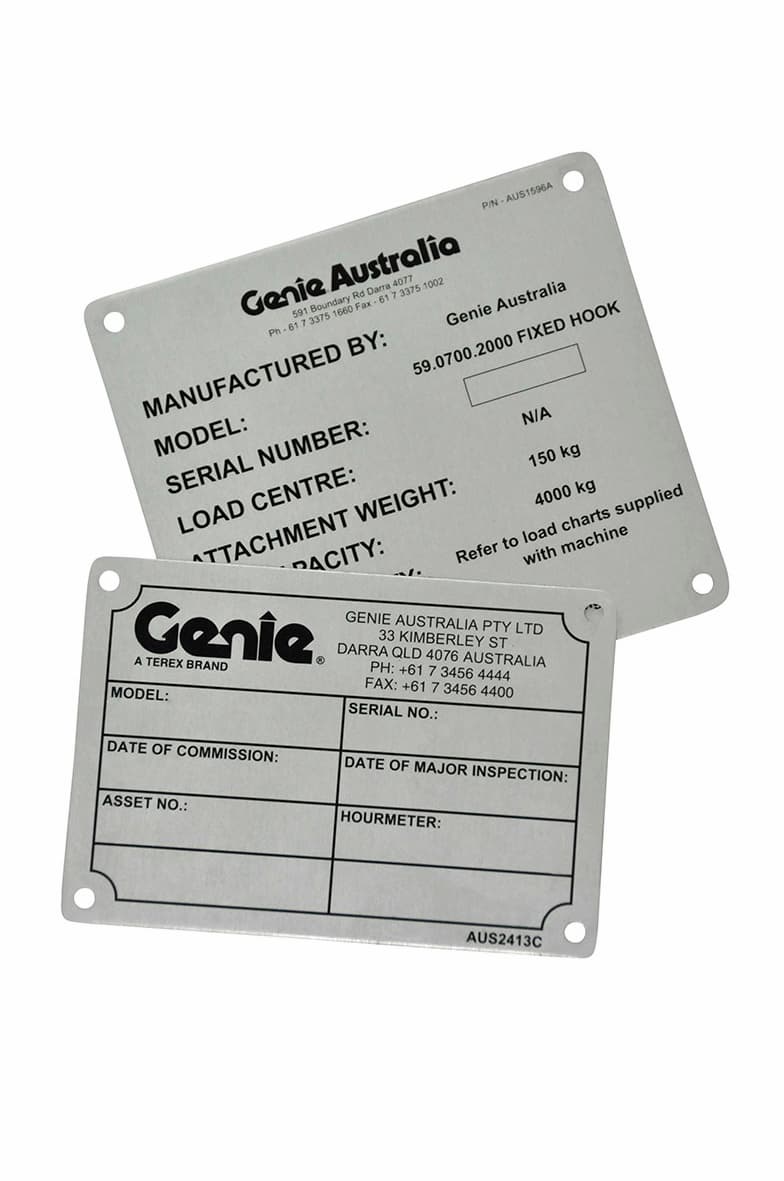 P/N - AUS1596A
Genie Australia
591 Boundary Rd Darra 4077
Ph - 61 7 3375 1660 Fax - 61 7 3375 1002
MANUFACTURED BY: Genie Australia
MODEL: 59.0700.2000 FIXED HOOK
SERIAL NUMBER:
LOAD CENTRE: N/A
ATTACHMENT WEIGHT: 150 kg
4000 kg
Refer to load charts supplied
with machine
Genie®
A TEREX BRAND
GENIE AUSTRALIA PTY LTD
33 KIMBERLEY ST
DARRA QLD 4076 AUSTRALIA
PH: +61 7 3456 4444
FAX: +61 7 3456 4400
MODEL:
SERIAL NO.:
DATE OF COMMISSION:
DATE OF MAJOR INSPECTION:
ASSET NO.:
HOURMETER:
AUS2413C